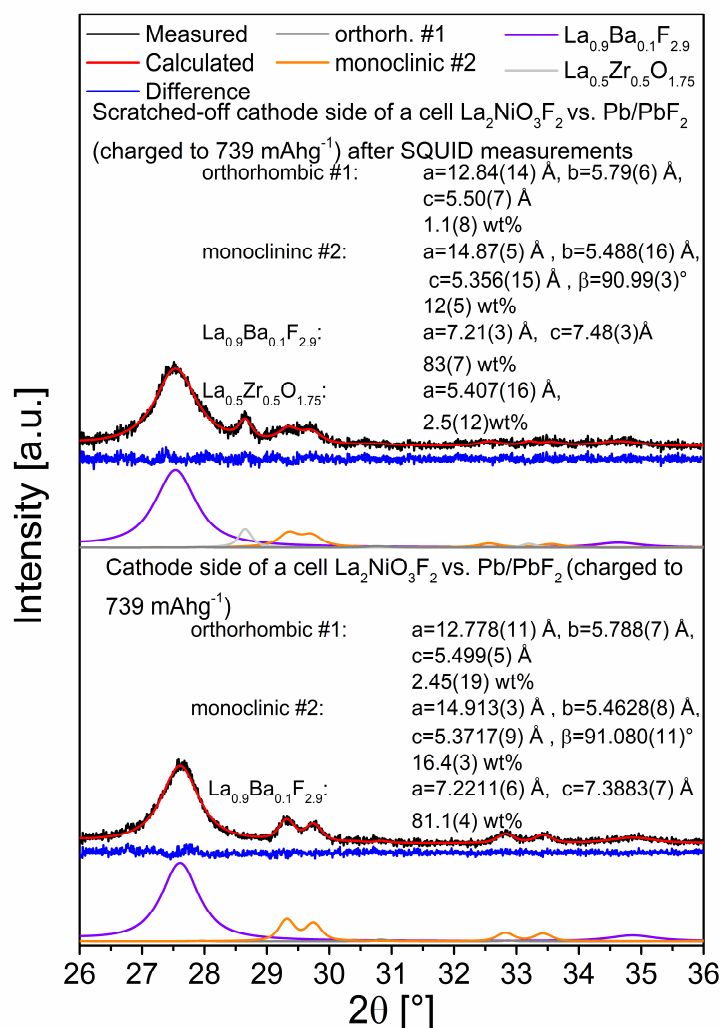 Measured orthorh. #1 La0.9Ba0.1F2.9
Calculated monoclinic #2 La0.5Zr0.5O1.75
Difference
Scratched-off cathode side of a cell La2NiO3F2 vs. Pb/PbF2
(charged to 739 mAhg-1) after SQUID measurements
orthorhombic #1: a=12.84(14) Å, b=5.79(6) Å,
c=5.50(7) Å
1.1(8) wt%
monoclininc #2: a=14.87(5) Å , b=5.488(16) Å,
c=5.356(15) Å , β=90.99(3)°
12(5) wt%
La0.9Ba0.1F2.9: a=7.21(3) Å, c=7.48(3)Å
83(7) wt%
La0.5Zr0.5O1.75: a=5.407(16) Å,
2.5(12)wt%
Cathode side of a cell La2NiO3F2 vs. Pb/PbF2 (charged to
739 mAhg-1)
orthorhombic #1: a=12.778(11) Å, b=5.788(7) Å,
c=5.499(5) Å
2.45(19) wt%
monoclinic #2: a=14.913(3) Å , b=5.4628(8) Å,
c=5.3717(9) Å , β=91.080(11)°
16.4(3) wt%
La0.9Ba0.1F2.9: a=7.2211(6) Å, c=7.3883(7) Å
81.1(4) wt%
Intensity [a.u.]
26 27 28 29 30 31 32 33 34 35 36
2θ [°]